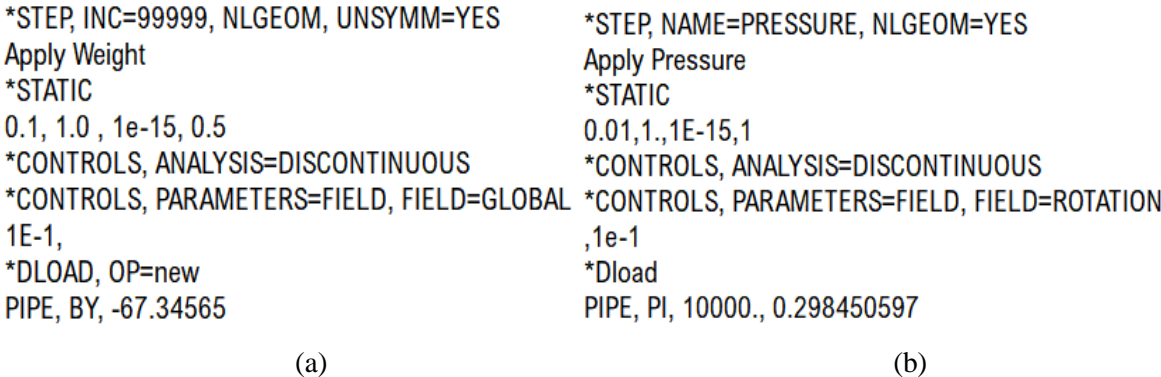 *STEP, INC=99999, NLGEOM, UNSYMM=YES
Apply Weight
*STATIC
0.1, 1.0 , 1e-15, 0.5
*CONTROLS, ANALYSIS=DISCONTINUOUS
*CONTROLS, PARAMETERS=FIELD, FIELD=GLOBAL
1E-1,
*DLOAD, OP=new
PIPE, BY, -67.34565
(a)
*STEP, NAME=PRESSURE, NLGEOM=YES
Apply Pressure
*STATIC
0.01,1.,1E-15,1
*CONTROLS, ANALYSIS=DISCONTINUOUS
*CONTROLS, PARAMETERS=FIELD, FIELD=ROTATION
,1e-1
*Dload
PIPE, PI, 10000., 0.298450597
(b)